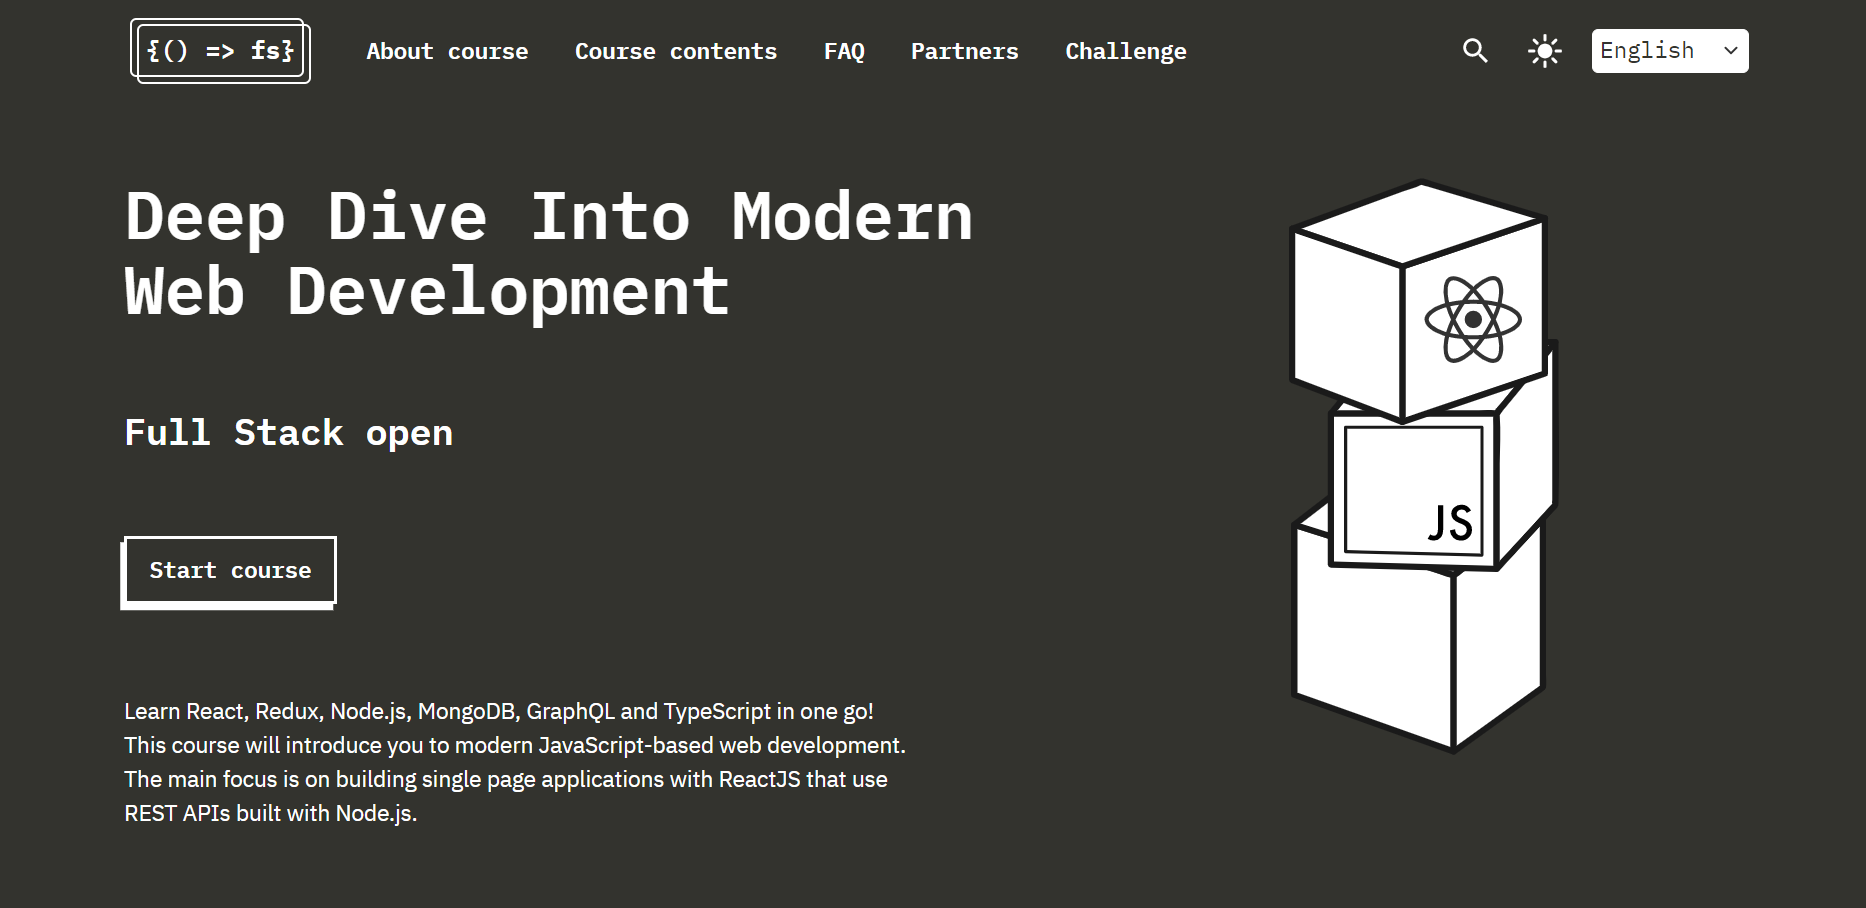 {() => fs}
About course
Course contents
FAQ
Partners
Challenge
English
Deep Dive Into Modern
Web Development
Full Stack open
Start course
JS
Learn React, Redux, Node.js, MongoDB, GraphQL and TypeScript in one go!
This course will introduce you to modern JavaScript-based web development.
The main focus is on building single page applications with ReactJS that use
REST APIs built with Node.js.